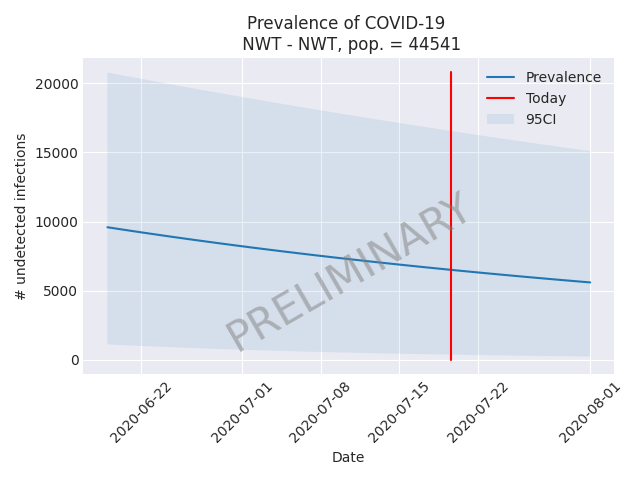 Prevalence of COVID-19
NWT - NWT, pop. = 44541
Prevalence
Today
95CI
20000
15000
10000
5000
0
# undetected infections
PRELIMINARY
2020-06-22
2020-07-01
2020-07-08
2020-07-15
2020-07-22
2020-08-01
Date